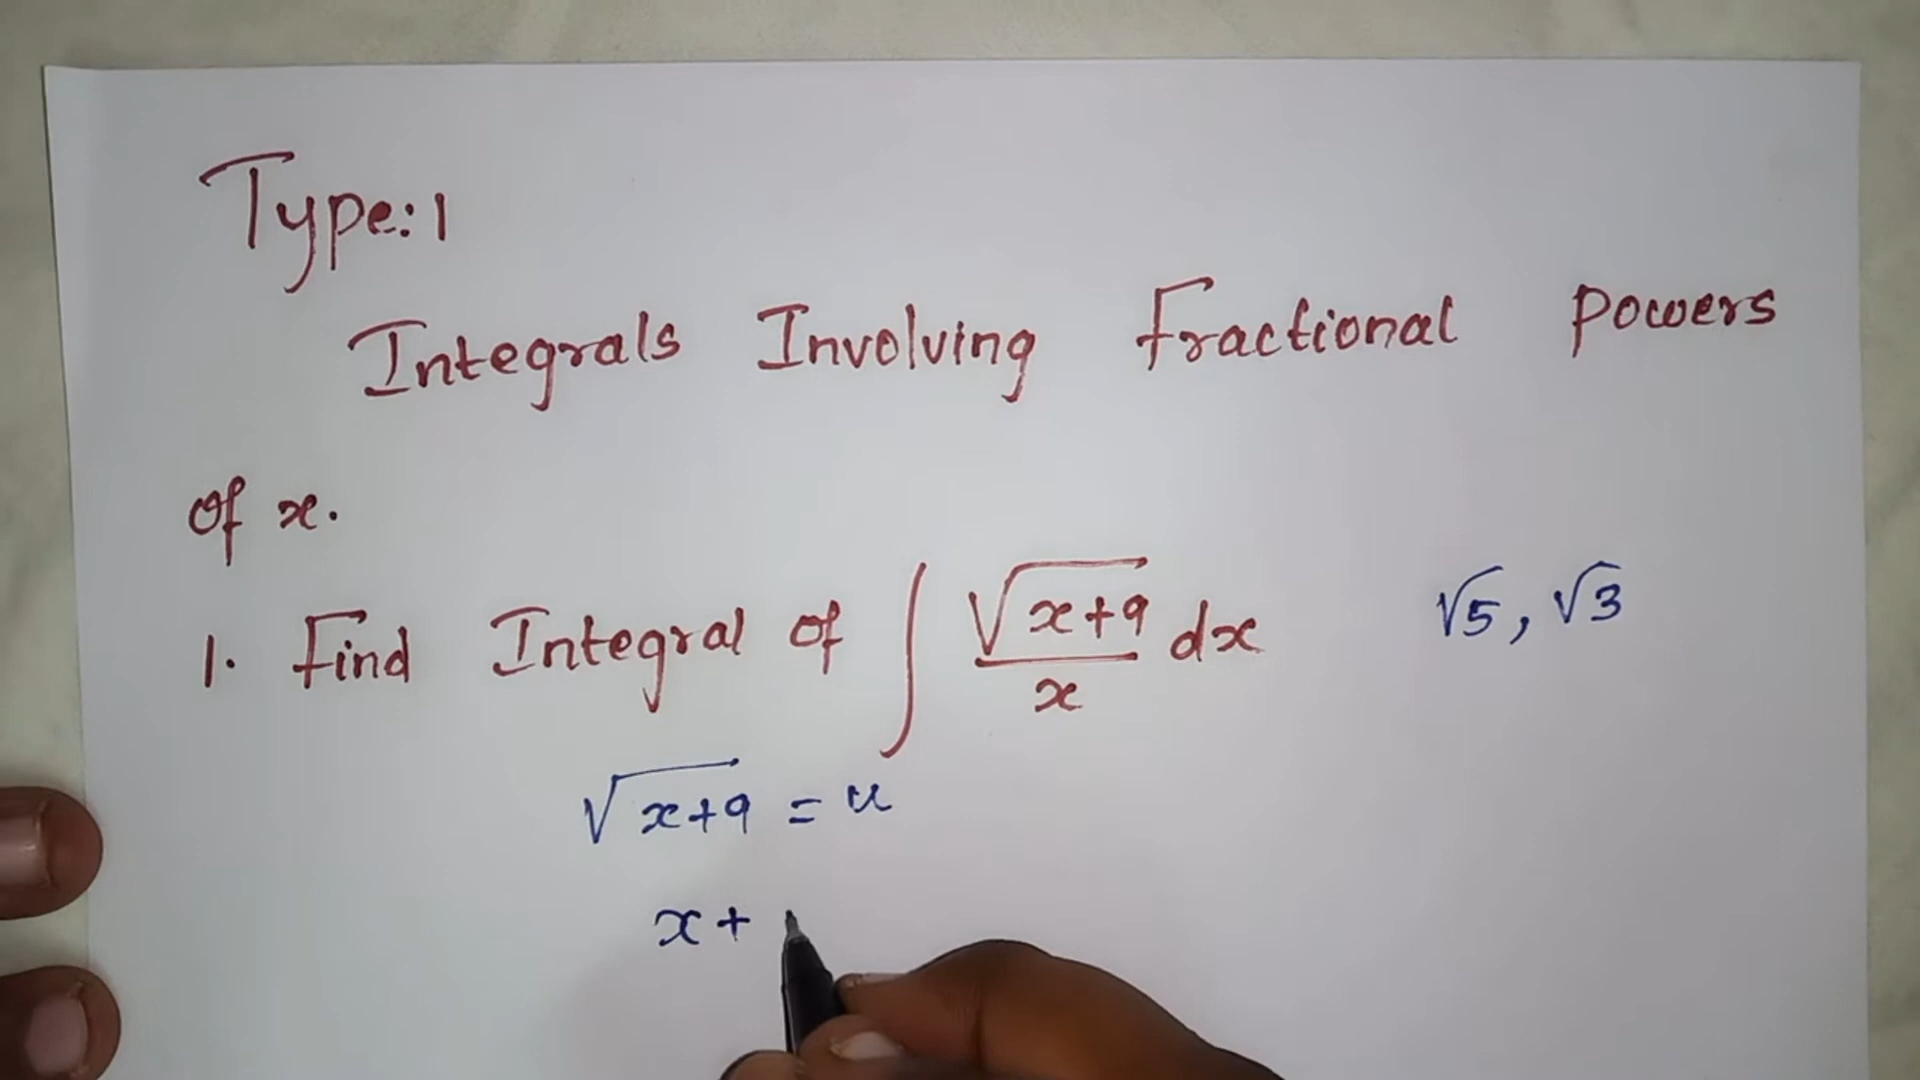 Type: 1
Integrals Involving Fractional Powers
of x.
1. Find Integral of ∫ √(x+9)/x dx √5, √3
√(x+9) = u
x +